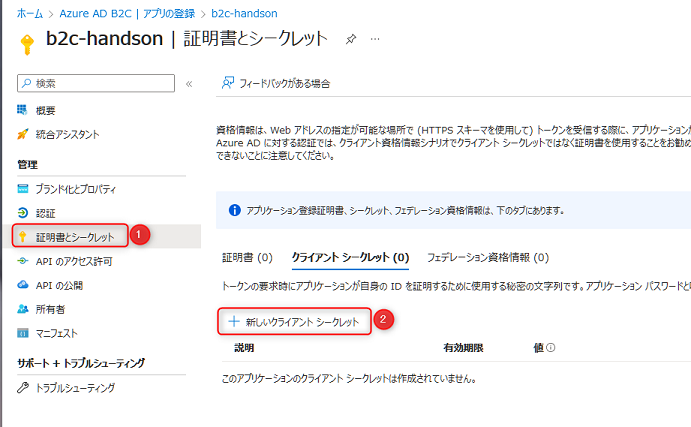 ホーム > Azure AD B2C | アプリの登録 > b2c-handson
b2c-handson | 証明書とシークレット
検索
概要
統合アシスタント
管理
ブランド化とプロパティ
認証
証明書とシークレット 1
API のアクセス許可
API の公開
所有者
マニフェスト
サポート + トラブルシューティング
トラブルシューティング
フィードバックがある場合
資格情報は、Web アドレスの指定が可能な場所で (HTTPS スキーマを使用して) トークンを受信する際に、アプリケーションが
Azure AD に対する認証では、クライアント資格情報シナリオでクライアント シークレットではなく証明書を使用することをお勧め
できないことに注意してください。
アプリケーション登録証明書、シークレット、フェデレーション資格情報は、下のタブにあります。
証明書 (0) クライアント シークレット (0) フェデレーション資格情報 (0)
トークンの要求時にアプリケーションが自身の ID を証明するために使用する秘密の文字列です。アプリケーション パスワードと
新しいクライアント シークレット 2
説明 有効期限 値
このアプリケーションのクライアント シークレットは作成されていません。